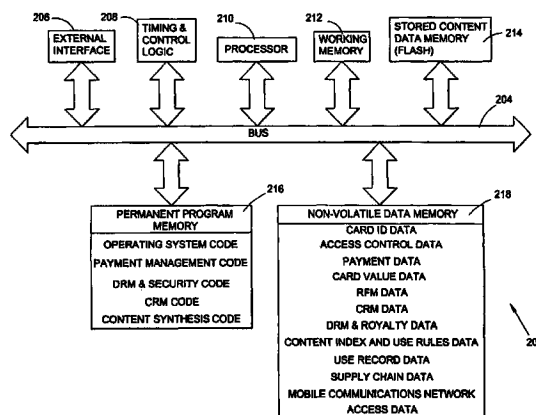 206
EXTERNAL
INTERFACE
208
TIMING &
CONTROL
LOGIC
210
PROCESSOR
212
WORKING
MEMORY
STORED CONTENT
DATA MEMORY
(FLASH)
214
204
BUS
216
PERMANENT PROGRAM
MEMORY
OPERATING SYSTEM CODE
PAYMENT MANAGEMENT CODE
DRM & SECURITY CODE
CRM CODE
CONTENT SYNTHESIS CODE
218
NON-VOLATILE DATA MEMORY
CARD ID DATA
ACCESS CONTROL DATA
PAYMENT DATA
CARD VALUE DATA
RFM DATA
CRM DATA
DRM & ROYALTY DATA
CONTENT INDEX AND USE RULES DATA
USE RECORD DATA
SUPPLY CHAIN DATA
MOBILE COMMUNICATIONS NETWORK
ACCESS DATA